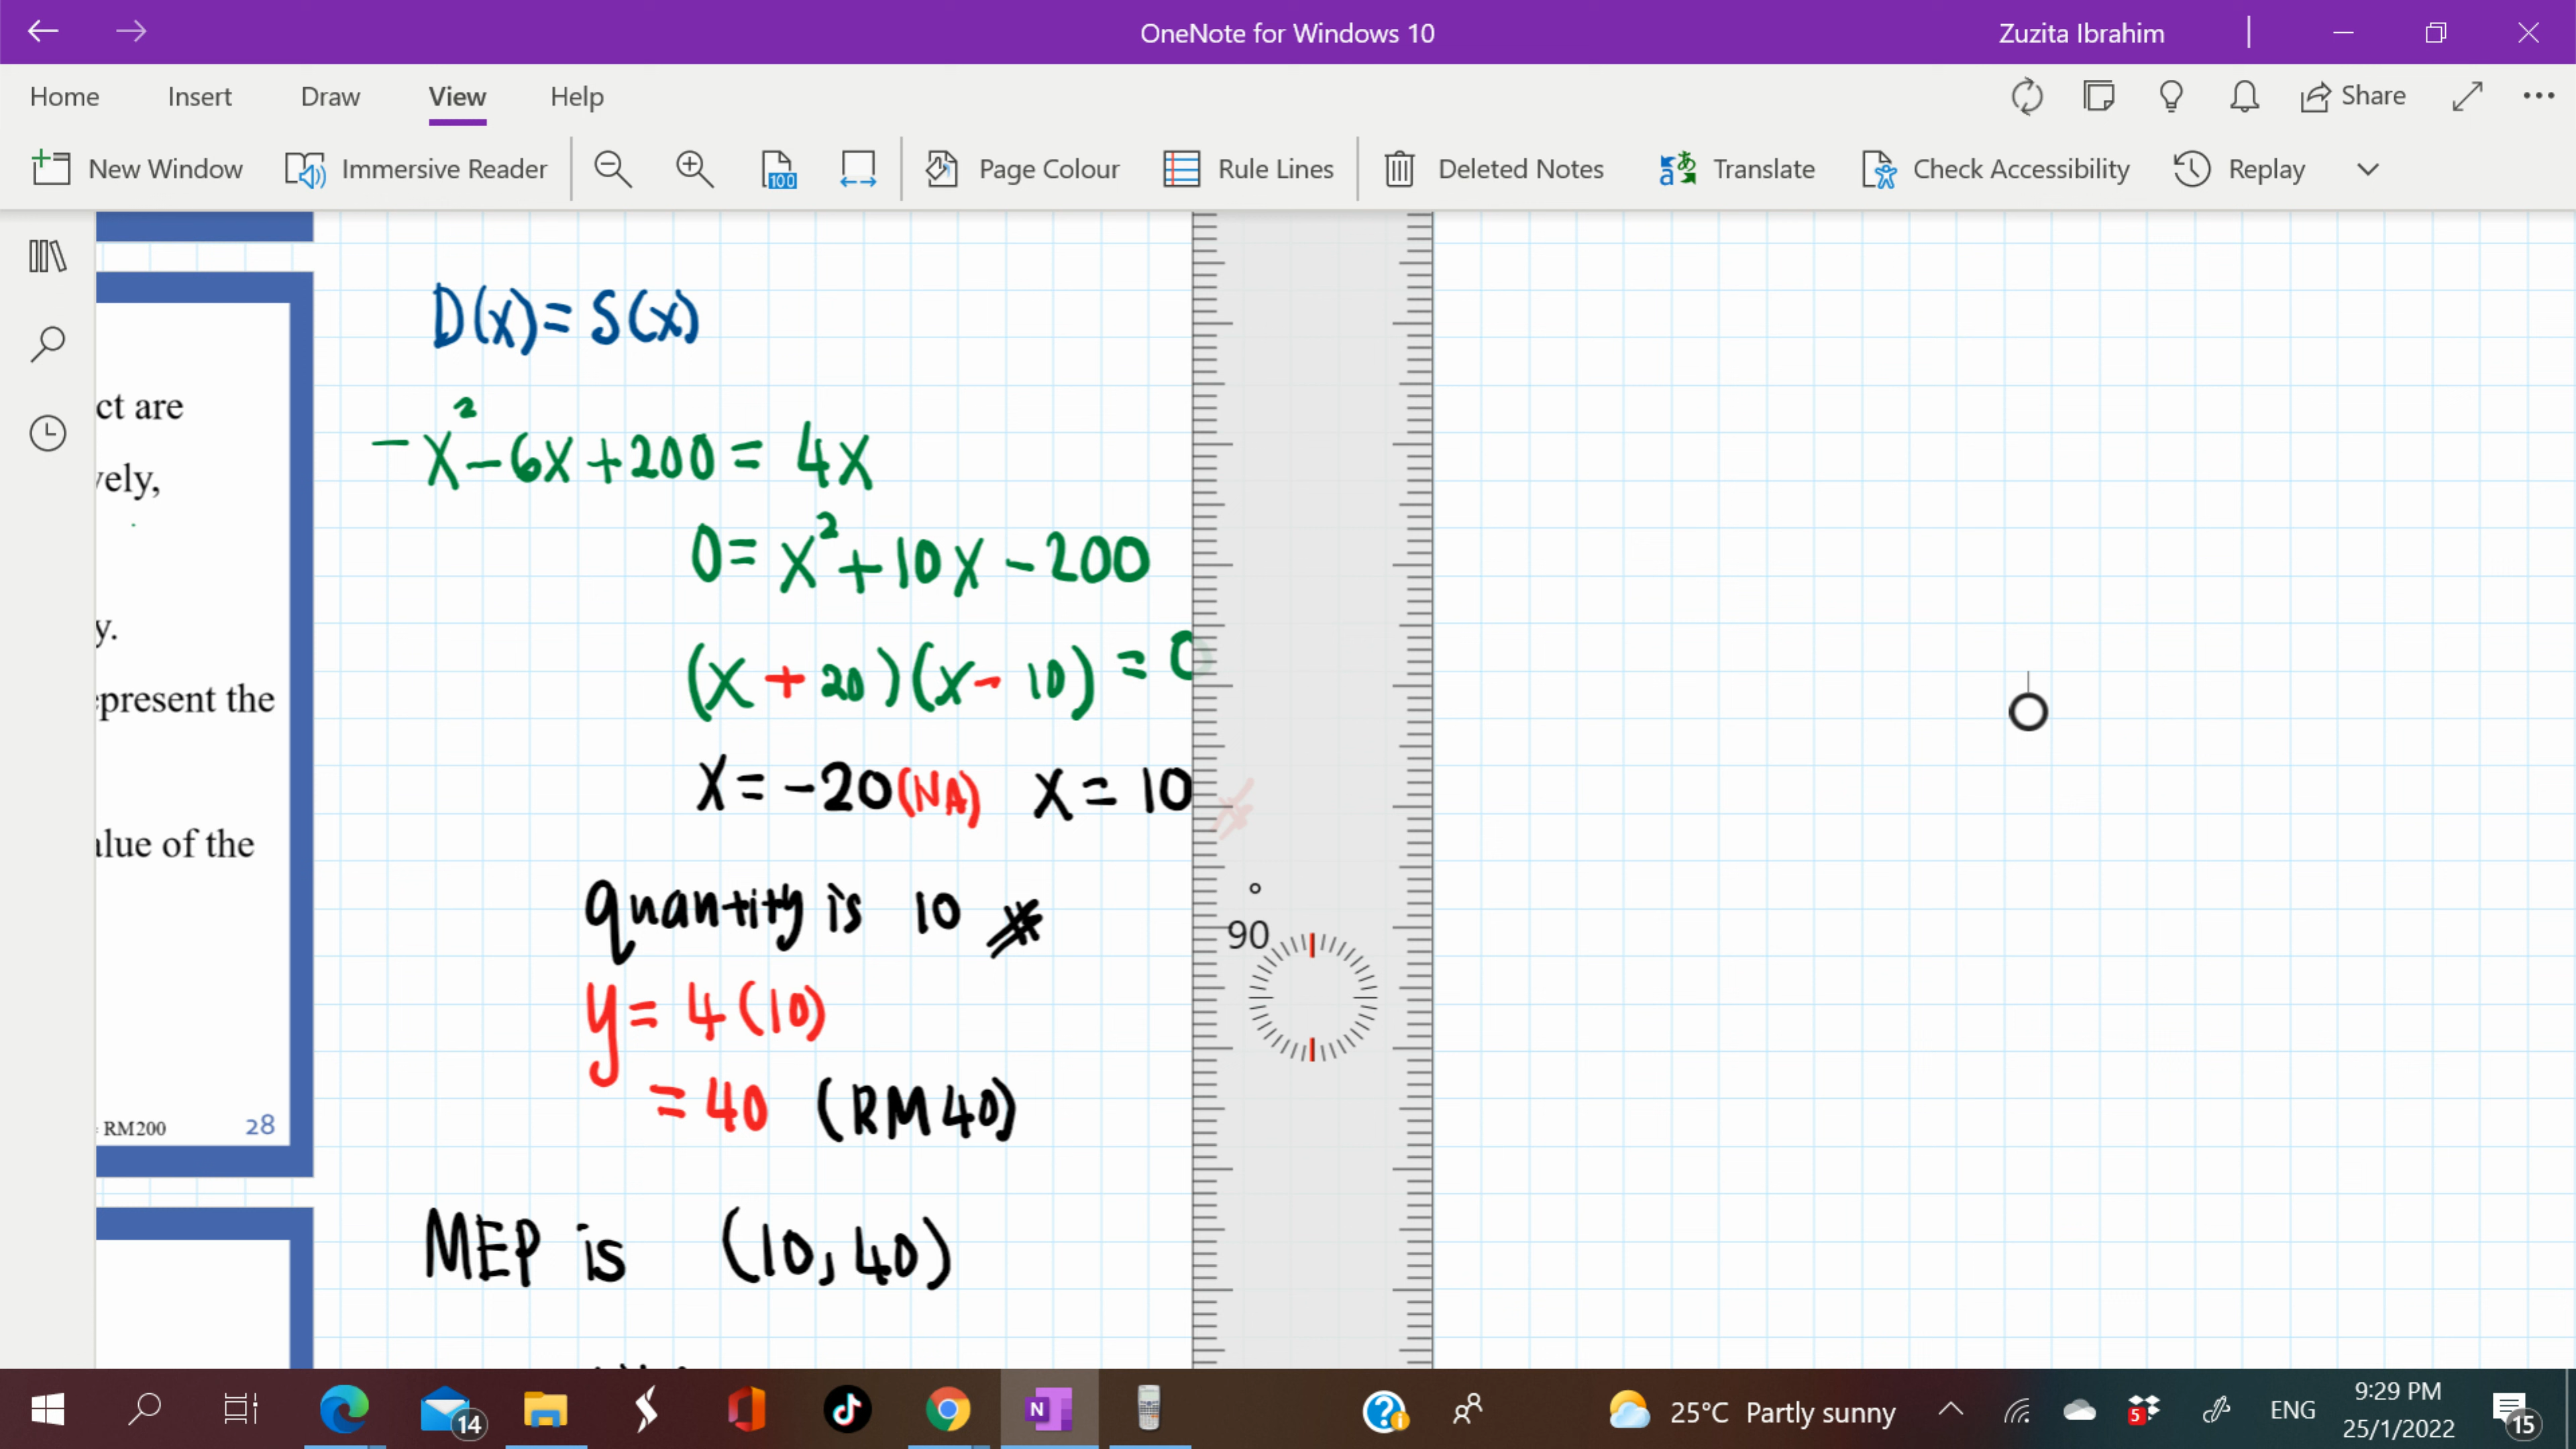 OneNote for Windows 10
Zuzita Ibrahim
Home Insert Draw View Help
Share
New Window Immersive Reader 100 Page Colour Rule Lines Deleted Notes Translate Check Accessibility Replay
D(x) = S(x)
-x²-6x+200 = 4x
0 = x²+10x-200
(x + 20)(x - 10) = 0
x = -20 (NA) x = 10
quantity is 10
y = 4(10)
= 40 (RM40)
MEP is (10, 40)
ct are
ely,
y.
present the
lue of the
RM200 28
90°
14
25°C Partly sunny
5
ENG
9:29 PM
25/1/2022
15